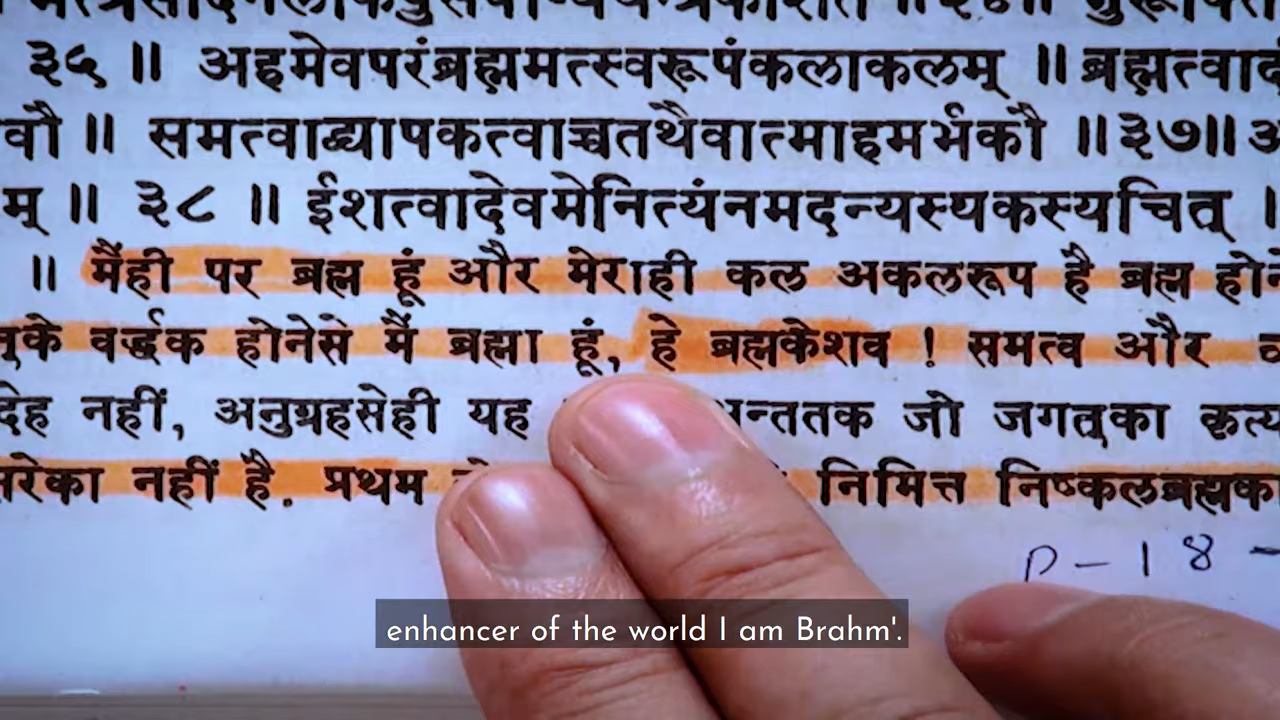 ३५ ॥ अहमेवपरंब्रह्ममत्स्वरूपंकलाकलम् ॥ ब्रह्मत्वाद
वौ ॥ समत्वाद्व्यापकत्वाच्चतथैवात्माहमर्भकौ ॥३७॥ अ
म् ॥ ३८ ॥ ईशत्वादेवमेनित्यंनमदन्यस्यकस्यचित् ।
॥ मैंही पर ब्रह्म हूं और मेराही कल अकलरूप है ब्रह्म होने
वर्द्धक होनेसे मैं ब्रह्मा हूं, हे ब्रह्मकेशव ! समत्व और
नहीं, अनुग्रहसेही यह जो जगत्का कृत्य
नहीं है. प्रथम निमित्त निष्कलब्रह्मक
P-18-
enhancer of the world I am Brahm'.